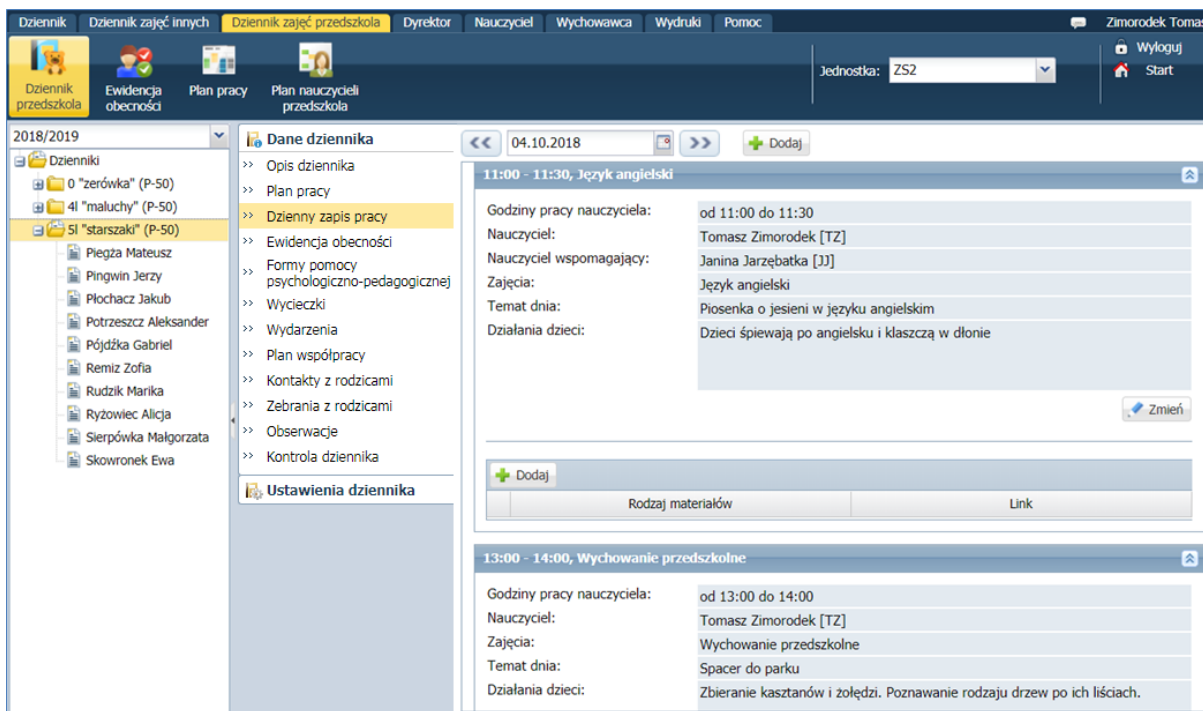 Dziennik Dziennik zajęć innych Dziennik zajęć przedszkola Dyrektor Nauczyciel Wychowawca Wydruki Pomoc Zimorodek Tomas
Dziennik przedszkola
Ewidencja obecności
Plan pracy
Plan nauczycieli przedszkola
Jednostka: ZS2
Wyloguj
Start
2018/2019
Dzienniki
0 "zerówka" (P-50)
4l "maluchy" (P-50)
5l "starszaki" (P-50)
Piegża Mateusz
Pingwin Jerzy
Płochacz Jakub
Potrzeszcz Aleksander
Pójdźka Gabriel
Remiz Zofia
Rudzik Marika
Ryżowiec Alicja
Sierpówka Małgorzata
Skowronek Ewa
Dane dziennika
Opis dziennika
Plan pracy
Dzienny zapis pracy
Ewidencja obecności
Formy pomocy
psychologiczno-pedagogicznej
Wycieczki
Wydarzenia
Plan współpracy
Kontakty z rodzicami
Zebrania z rodzicami
Obserwacje
Kontrola dziennika
Ustawienia dziennika
04.10.2018 Dodaj
11:00 - 11:30, Język angielski
Godziny pracy nauczyciela: od 11:00 do 11:30
Nauczyciel: Tomasz Zimorodek [TZ]
Nauczyciel wspomagający: Janina Jarzębatka [JJ]
Zajęcia: Język angielski
Temat dnia: Piosenka o jesieni w języku angielskim
Działania dzieci: Dzieci śpiewają po angielsku i klaszczą w dłonie
Zmień
Dodaj
Rodzaj materiałów Link
13:00 - 14:00, Wychowanie przedszkolne
Godziny pracy nauczyciela: od 13:00 do 14:00
Nauczyciel: Tomasz Zimorodek [TZ]
Zajęcia: Wychowanie przedszkolne
Temat dnia: Spacer do parku
Działania dzieci: Zbieranie kasztanów i żołędzi. Poznawanie rodzaju drzew po ich liściach.